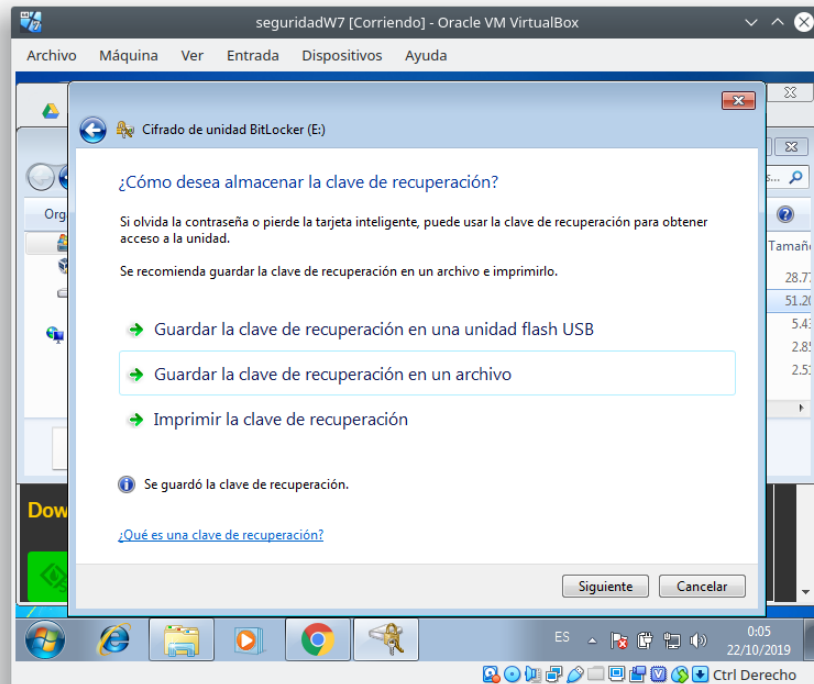 seguridadW7 [Corriendo] - Oracle VM VirtualBox
Archivo Máquina Ver Entrada Dispositivos Ayuda
Cifrado de unidad BitLocker (E:)
¿Cómo desea almacenar la clave de recuperación?
Si olvida la contraseña o pierde la tarjeta inteligente, puede usar la clave de recuperación para obtener
acceso a la unidad.
Se recomienda guardar la clave de recuperación en un archivo e imprimirlo.
Guardar la clave de recuperación en una unidad flash USB
Guardar la clave de recuperación en un archivo
Imprimir la clave de recuperación
Se guardó la clave de recuperación.
¿Qué es una clave de recuperación?
Siguiente Cancelar
Org
Tamañ
28.7
51.20
5.4
2.8
2.5
Dow
ES
0:05
22/10/2019
Ctrl Derecho